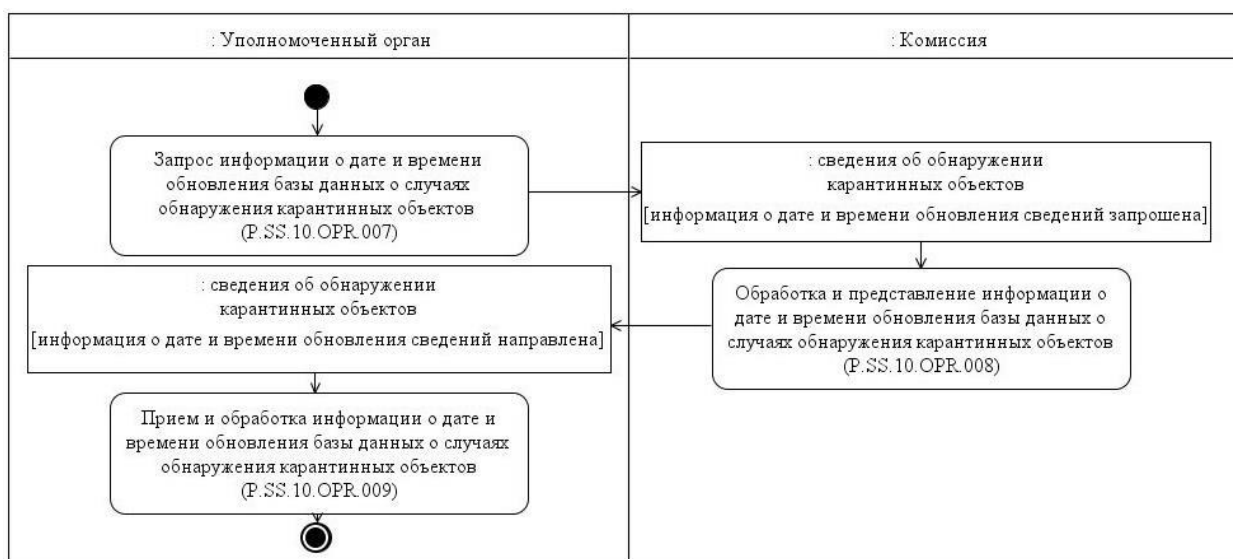 : Уполномоченный орган
: Комиссия
Запрос информации о дате и времени
обновления базы данных о случаях
обнаружения карантинных объектов
(P.SS.10.OPR.007)
: сведения об обнаружении
карантинных объектов
[информация о дате и времени обновления сведений запрошена]
Обработка и представление информации о
дате и времени обновления базы данных о
случаях обнаружения карантинных объектов
(P.SS.10.OPR.008)
: сведения об обнаружении
карантинных объектов
[информация о дате и времени обновления сведений направлена]
Прием и обработка информации о дате и
времени обновления базы данных о случаях
обнаружения карантинных объектов
(P.SS.10.OPR.009)